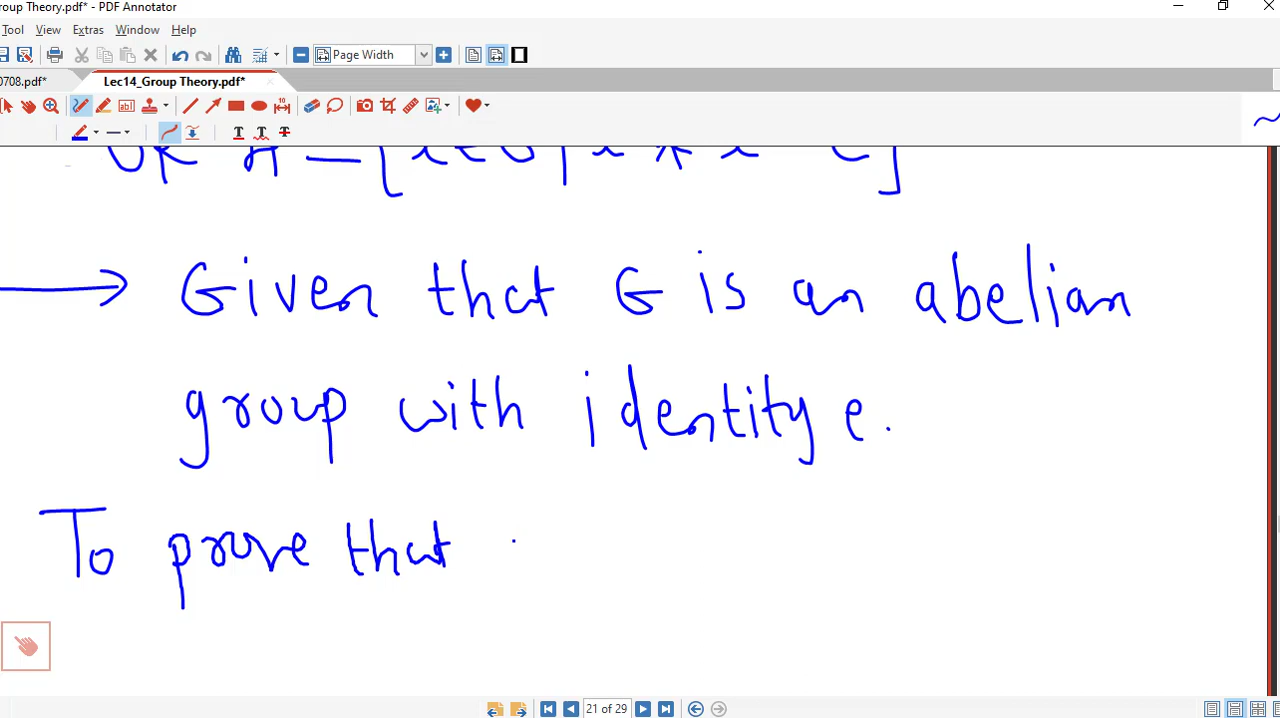 roup Theory.pdf* - PDF Annotator
Tool View Extras Window Help
Page Width
0708.pdf* Lec14_Group Theory.pdf*
Given that G is an abelian
group with identity e.
To prove that
21 of 29